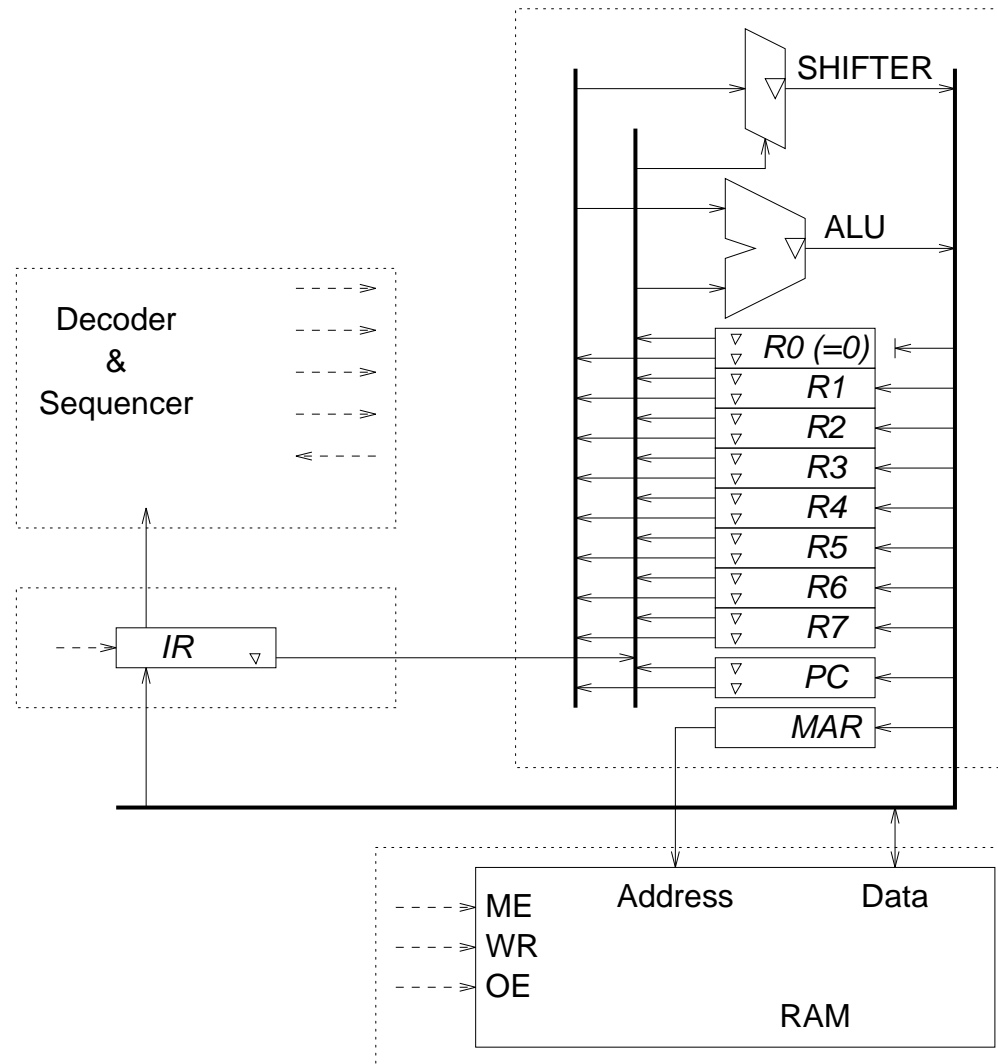 SHIFTER
ALU
Decoder
&
Sequencer
R0 (=0)
R1
R2
R3
R4
R5
R6
R7
IR
PC
MAR
ME
WR
OE
Address
Data
RAM